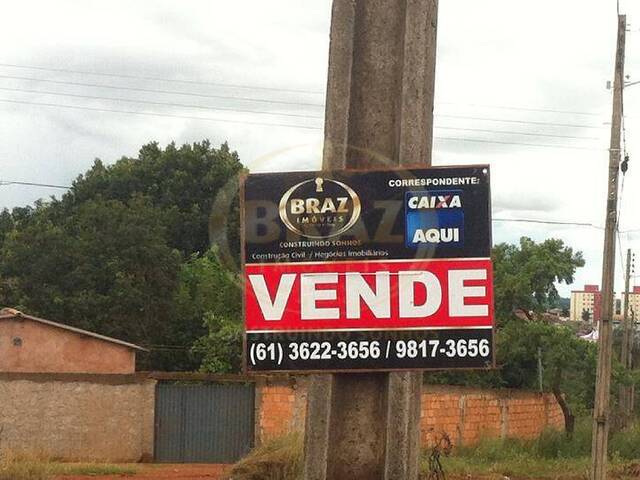 BRAZ
IMÓVEIS
CONSTRUINDO SONHOS
Construção Civil / Negócios Imobiliários
CORRESPONDENTE:
CAIXA
AQUI
VENDE
(61) 3622-3656 / 9817-3656